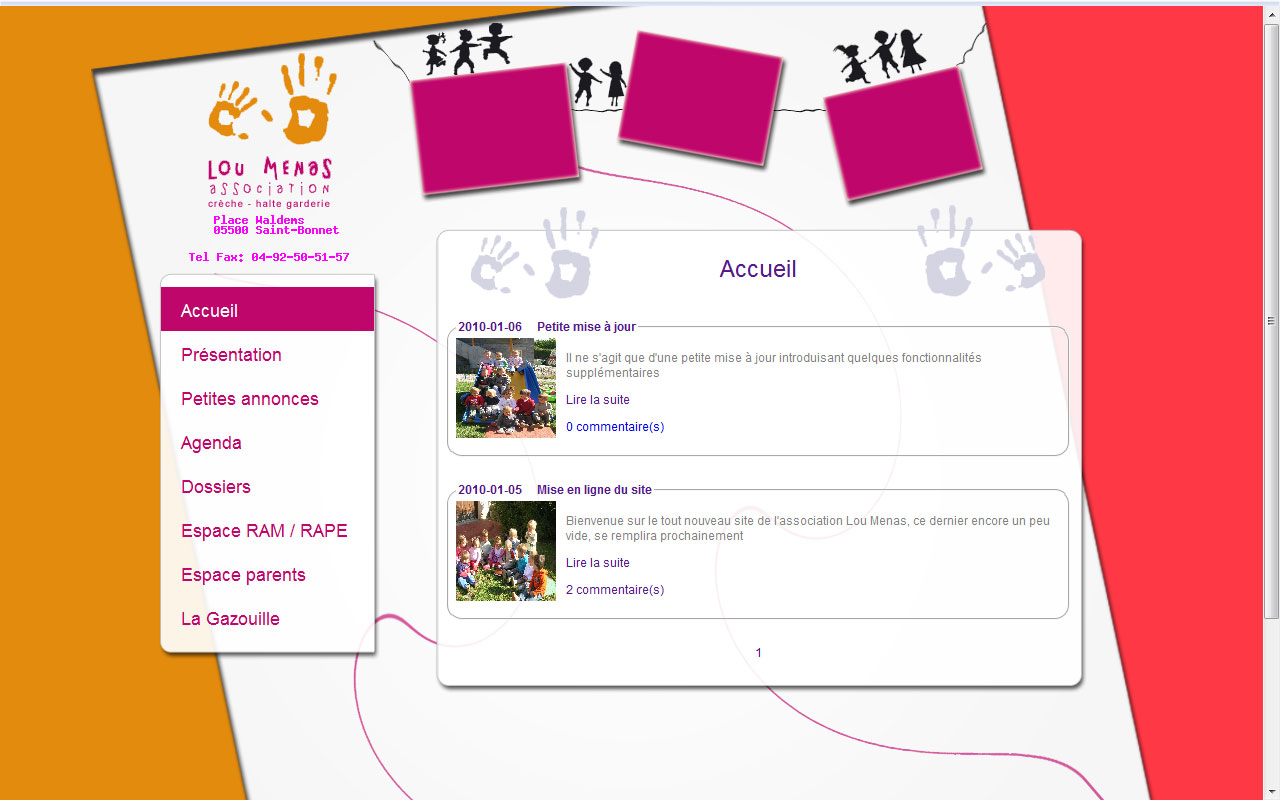 LOU MENAS
association
crèche - halte garderie
Place Waldems
05500 Saint-Bonnet
Tel Fax: 04-92-50-51-57
Accueil
Présentation
Petites annonces
Agenda
Dossiers
Espace RAM / RAPE
Espace parents
La Gazouille
Accueil
2010-01-06 Petite mise à jour
Il ne s'agit que d'une petite mise à jour introduisant quelques fonctionnalités
supplémentaires
Lire la suite
0 commentaire(s)
2010-01-05 Mise en ligne du site
Bienvenue sur le tout nouveau site de l'association Lou Menas, ce dernier encore un peu
vide, se remplira prochainement
Lire la suite
2 commentaire(s)
1